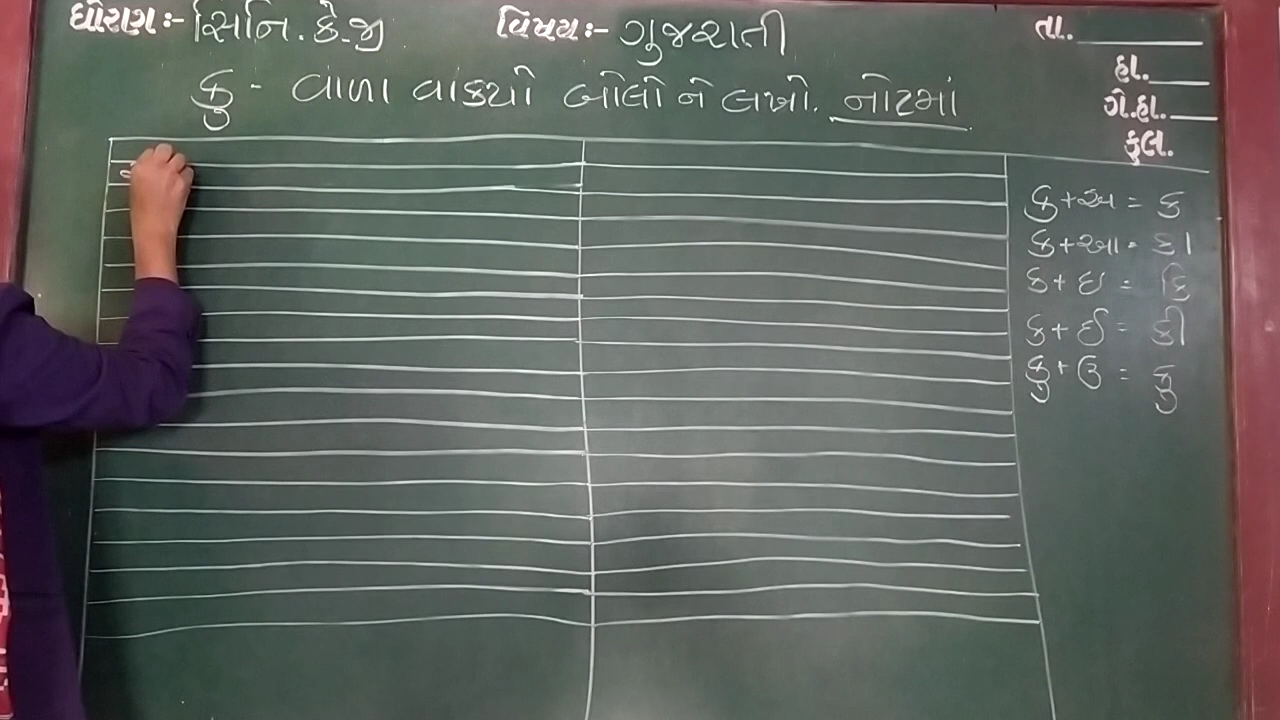 ધોરણ:- સિનિ. કે.જી વિષય:- ગુજરાતી તા.
કુ - વાળા વાક્યો બોલો ને લખો. નોટમાં
હા.
ગે.હા.
કુલ.
ક્ + અ = ક
ક્ + આ = કા
ક્ + ઇ = કિ
ક્ + ઈ = કી
ક્ + ઉ = કુ